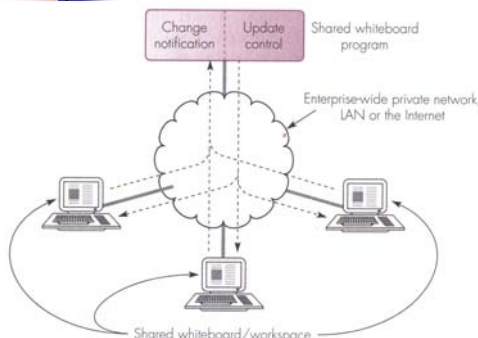 Change notification
Update control
Shared whiteboard program
Enterprise-wide private network,
LAN or the Internet
Shared whiteboard/workspace